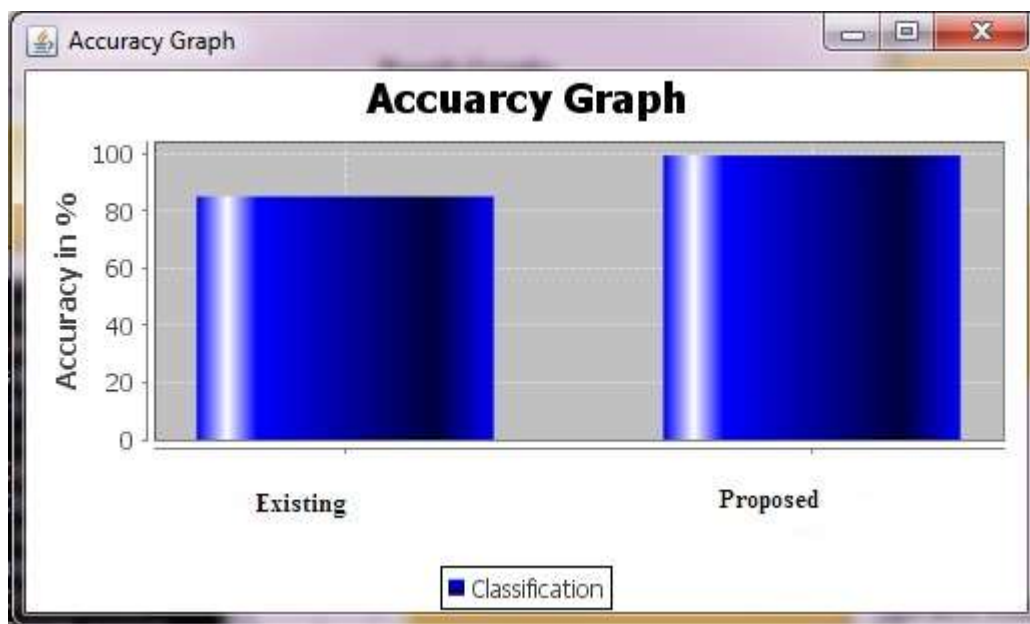 Accuracy Graph
Accuarcy Graph
Accuracy in %
100
80
60
40
20
0
Existing
Proposed
Classification